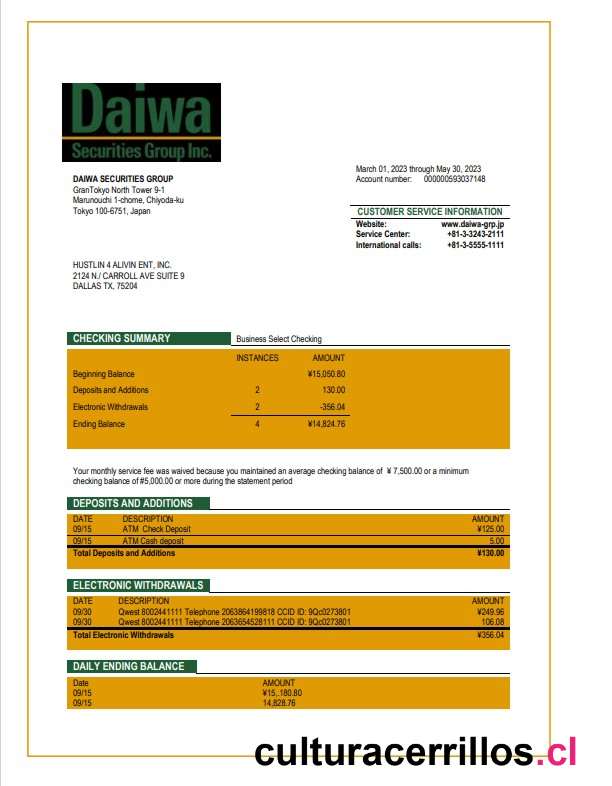 Daiwa
Securities Group Inc.
March 01, 2023 through May 30, 2023
Account number: 000000593037148
DAIWA SECURITIES GROUP
GranTokyo North Tower 9-1
Marunouchi 1-chome, Chiyoda-ku
Tokyo 100-6751, Japan
CUSTOMER SERVICE INFORMATION
Website: www.daiwa-grp.jp
Service Center: +81-3-3243-2111
International calls: +81-3-5555-1111
HUSTLIN 4 ALIVIN ENT, INC.
2124 N./ CARROLL AVE SUITE 9
DALLAS TX, 75204
CHECKING SUMMARY Business Select Checking
INSTANCES AMOUNT
Beginning Balance ¥15,050.80
Deposits and Additions 2 130.00
Electronic Withdrawals 2 -356.04
Ending Balance 4 ¥14,824.76
Your monthly service fee was waived because you maintained an average checking balance of ¥ 7,500.00 or a minimum
checking balance of #5,000.00 or more during the statement period
DEPOSITS AND ADDITIONS
DATE DESCRIPTION AMOUNT
09/15 ATM Check Deposit ¥125.00
09/15 ATM Cash deposit 5.00
Total Deposits and Additions ¥130.00
ELECTRONIC WITHDRAWALS
DATE DESCRIPTION AMOUNT
09/30 Qwest 8002441111 Telephone 2063864199818 CCID ID: 9Qc0273801 ¥249.96
09/30 Qwest 8002441111 Telephone 2063654528111 CCID ID: 9Qc0273801 106.08
Total Electronic Withdrawals ¥356.04
DAILY ENDING BALANCE
Date AMOUNT
09/15 ¥15,.180.80
09/15 14,828.76
culturacerrillos.cl